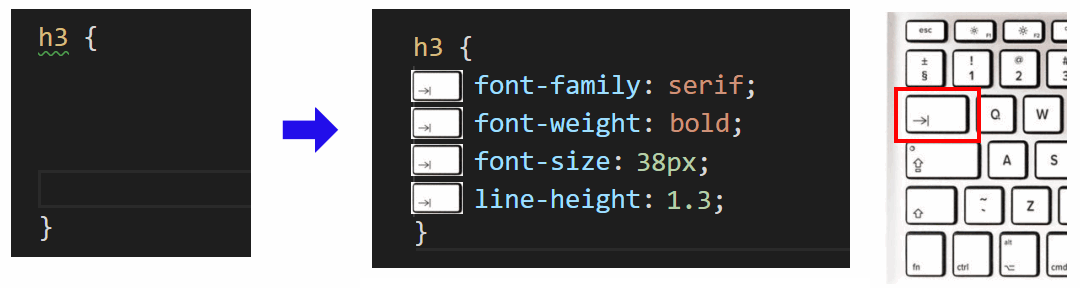 h3 {
}
h3 {
font-family: serif;
font-weight: bold;
font-size: 38px;
line-height: 1.3;
}
esc F1 F2
± § ! 1 @ 2 # 3
Q W
A S
~ Z
fn ctrl alt cmd